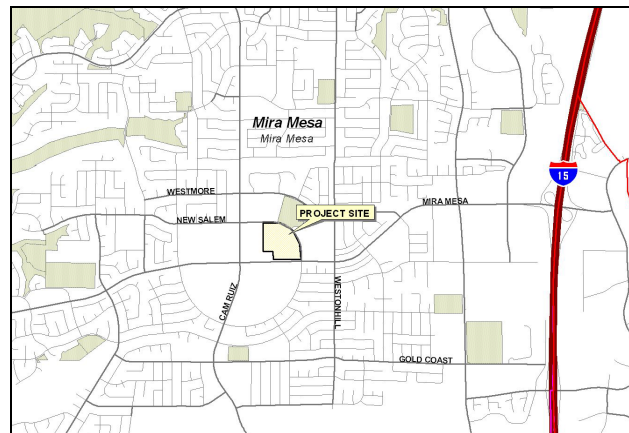 Mira Mesa
Mira Mesa
15
WESTMORE
MIRA MESA
NEW SALEM
PROJECT SITE
CAM RUIZ
WESTONHILL
GOLD COAST